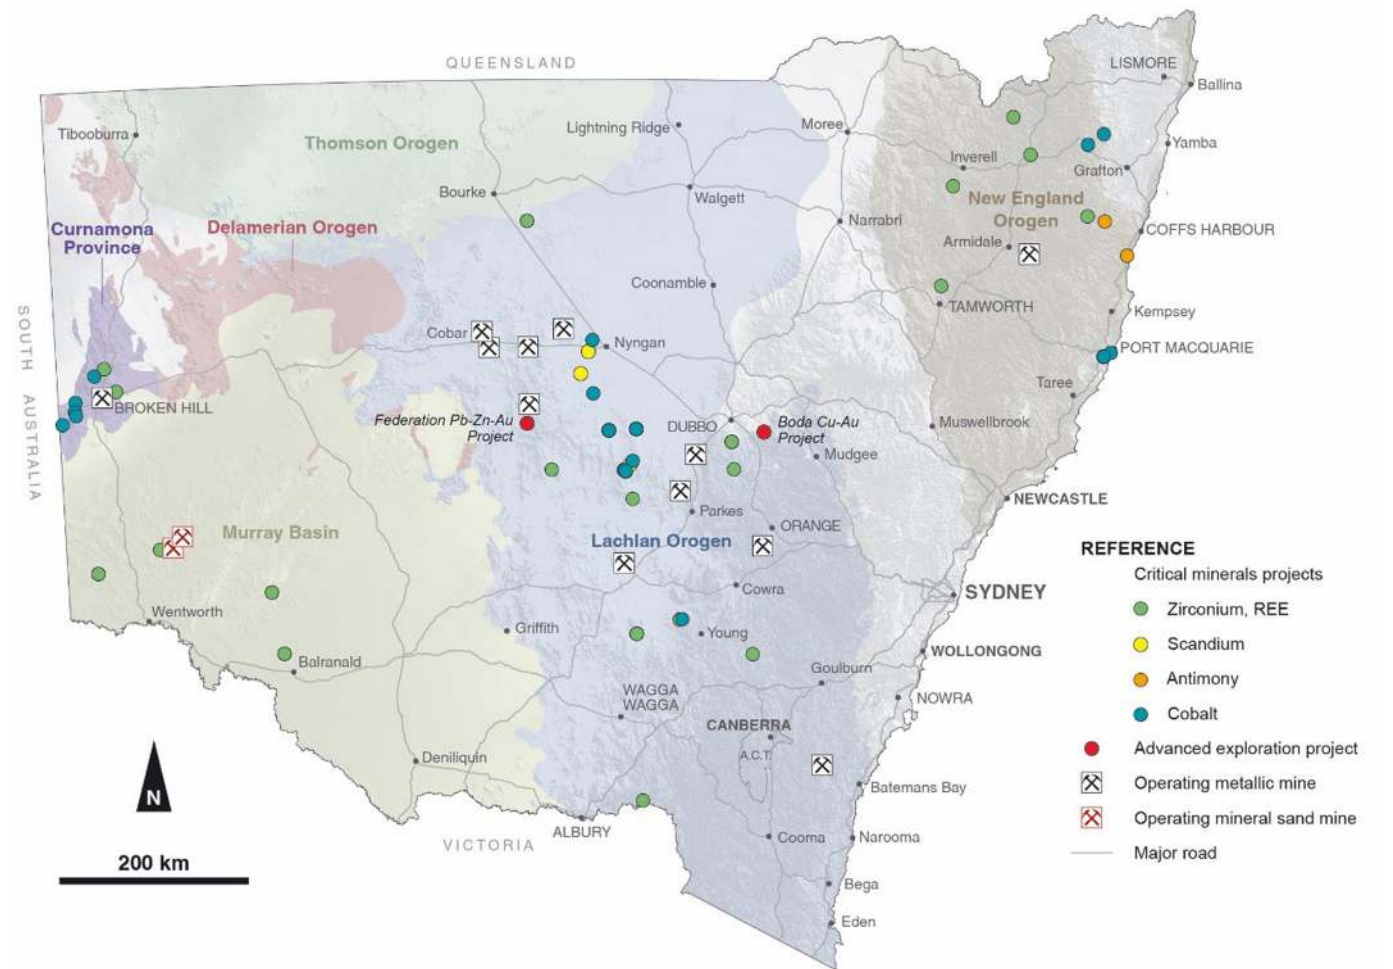 QUEENSLAND
LISMORE
Ballina
Tibooburra
Thomson Orogen
Lightning Ridge
Moree
Yamba
Inverell
Grafton
Bourke
Walgett
New England
Orogen
Curnamona
Province
Delamerian Orogen
Narrabri
COFFS HARBOUR
Armidale
Coonamble
TAMWORTH
Kempsey
SOUTH AUSTRALIA
Cobar
Nyngan
PORT MACQUARIE
Taree
BROKEN HILL
Federation Pb-Zn-Au
Project
DUBBO
Boda Cu-Au
Project
Muswellbrook
Mudgee
NEWCASTLE
Parkes
Murray Basin
Lachlan Orogen
ORANGE
Cowra
SYDNEY
Wentworth
Griffith
Young
WOLLONGONG
Balranald
Goulburn
WAGGA
WAGGA
NOWRA
CANBERRA
A.C.T.
Deniliquin
Batemans Bay
ALBURY
VICTORIA
Cooma
Narooma
Bega
Eden
N
200 km
REFERENCE
Critical minerals projects
Zirconium, REE
Scandium
Antimony
Cobalt
Advanced exploration project
Operating metallic mine
Operating mineral sand mine
Major road